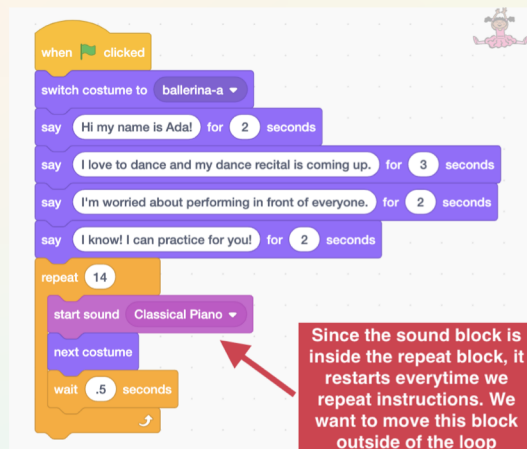 when clicked
switch costume to ballerina-a
say Hi my name is Ada! for 2 seconds
say I love to dance and my dance recital is coming up. for 3 seconds
say I'm worried about performing in front of everyone. for 2 seconds
say I know! I can practice for you! for 2 seconds
repeat 14
start sound Classical Piano
next costume
wait .5 seconds
Since the sound block is
inside the repeat block, it
restarts everytime we
repeat instructions. We
want to move this block
outside of the loop